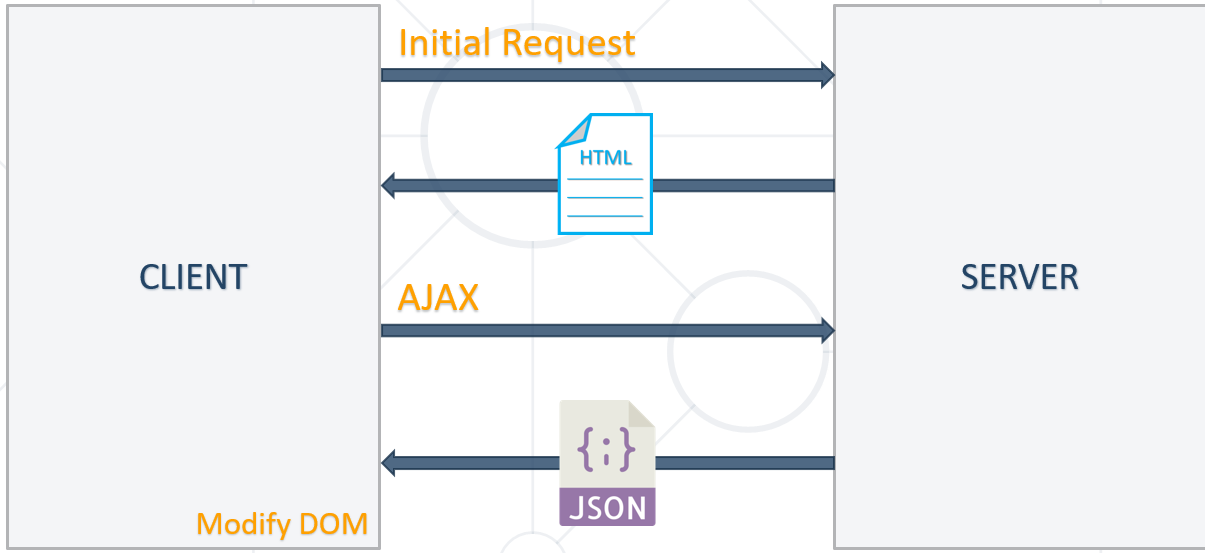 Initial Request
HTML
CLIENT
SERVER
AJAX
{;}
JSON
Modify DOM